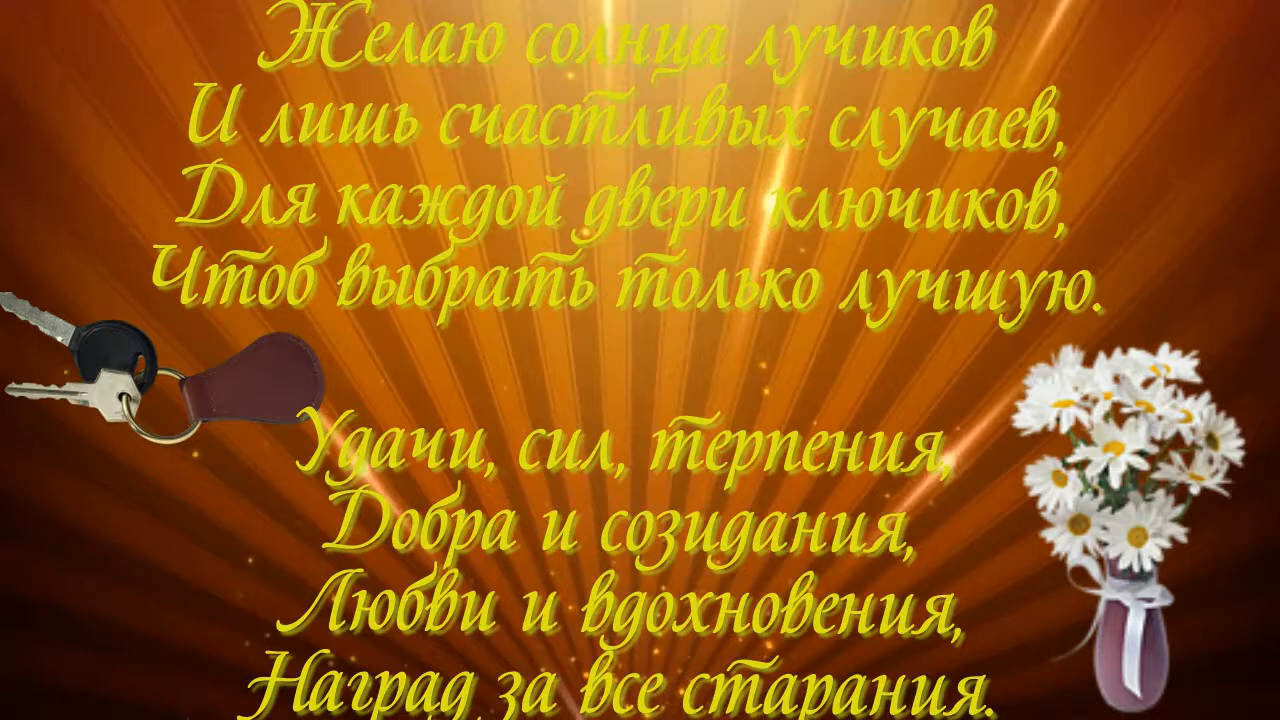 Желаю солнца лучиков
И лишь счастливых случаев,
Для каждой двери ключиков,
Чтоб выбрать только лучшую.
Удачи, сил, терпения,
Добра и созидания,
Любви и вдохновения,
Наград за все старания.